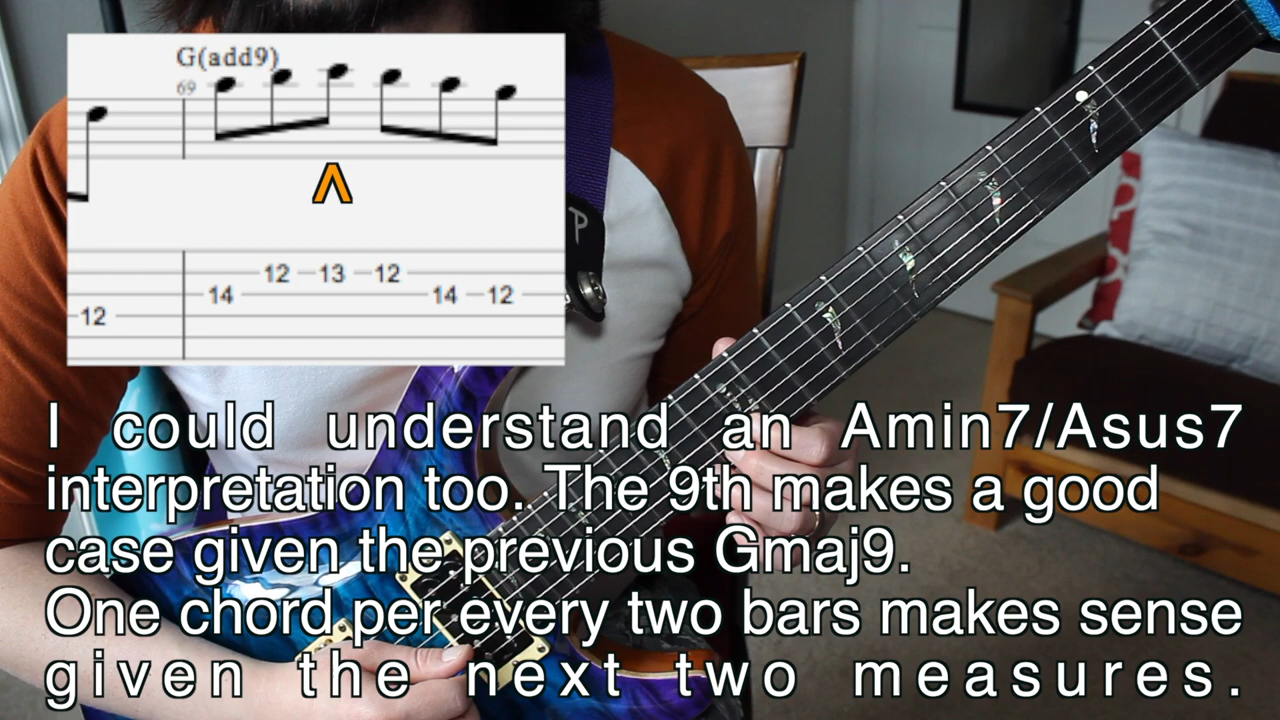 G(add9)
69
12 13 12
14 14 12
12
P
I could understand an Amin7/Asus7
interpretation too. The 9th makes a good
case given the previous Gmaj9.
One chord per every two bars makes sense
given the next two measures.